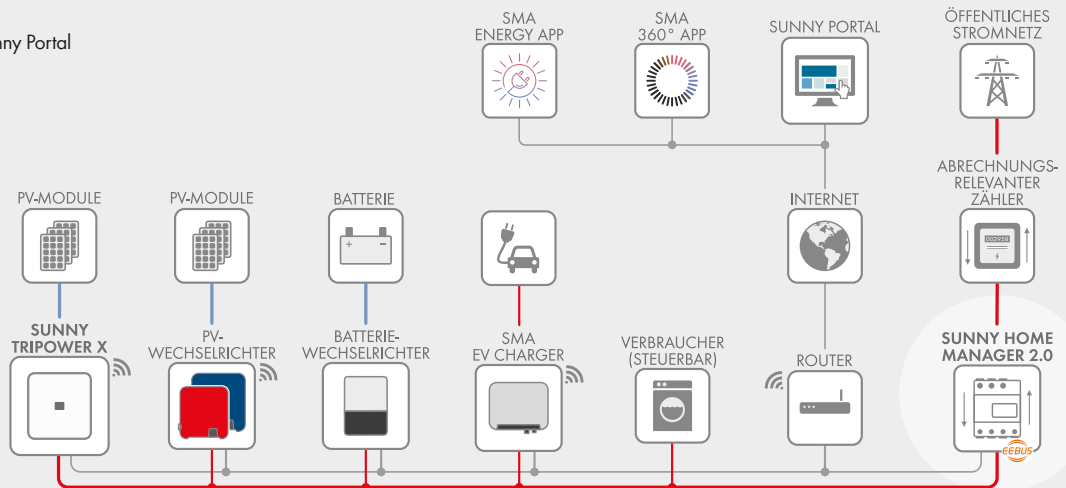 nny Portal
SMA
ENERGY APP
SMA
360° APP
SUNNY PORTAL
ÖFFENTLICHES
STROMNETZ
PV-MODULE
PV-MODULE
BATTERIE
INTERNET
ABRECHNUNGS-
RELEVANTER
ZÄHLER
SUNNY
TRIPOWER X
PV-
WECHSELRICHTER
BATTERIE-
WECHSELRICHTER
SMA
EV CHARGER
VERBRAUCHER
(STEUERBAR)
ROUTER
SUNNY HOME
MANAGER 2.0
EEBUS